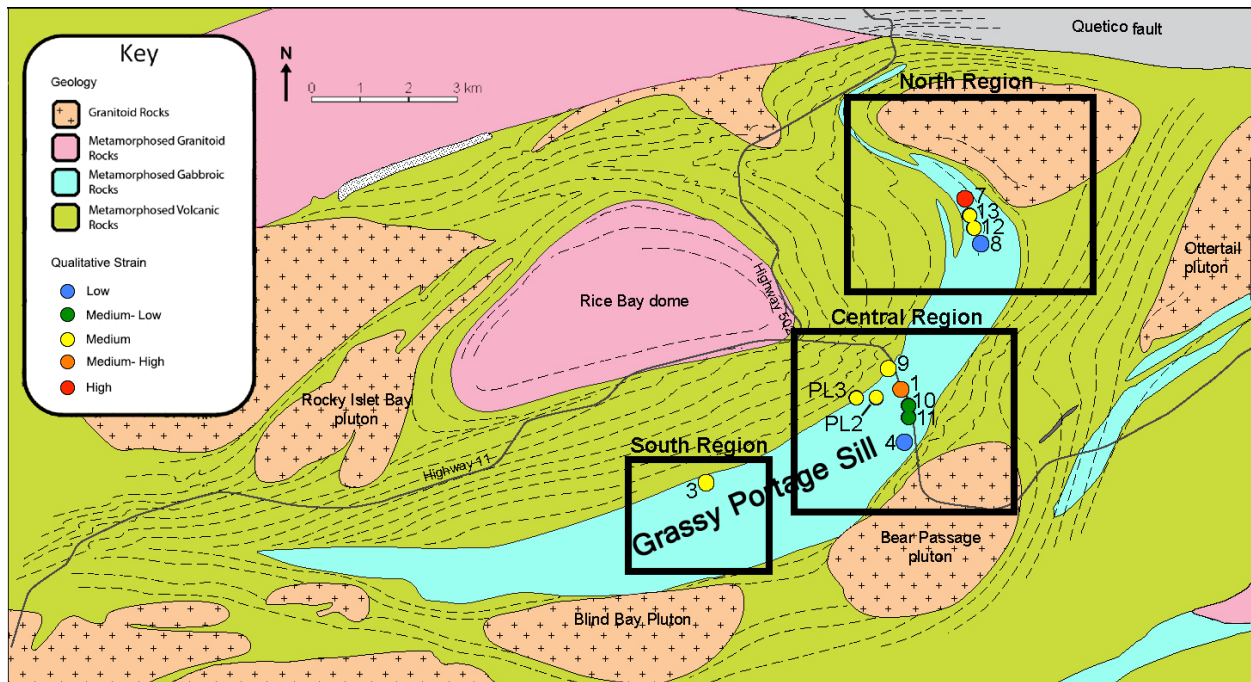 Key
Geology
Granitoid Rocks
Metamorphosed Granitoid
Rocks
Metamorphosed Gabbroic
Rocks
Metamorphosed Volcanic
Rocks
Qualitative Strain
Low
Medium- Low
Medium
Medium- High
High
N
0 1 2 3 km
Quetico fault
North Region
7
13
12
8
Ottertail
pluton
Rice Bay dome
Highway 502
Central Region
9
1
10
11
4
PL3
PL2
Rocky Islet Bay
pluton
Highway 11
South Region
3
Grassy Portage Sill
Bear Passage
pluton
Blind Bay Pluton